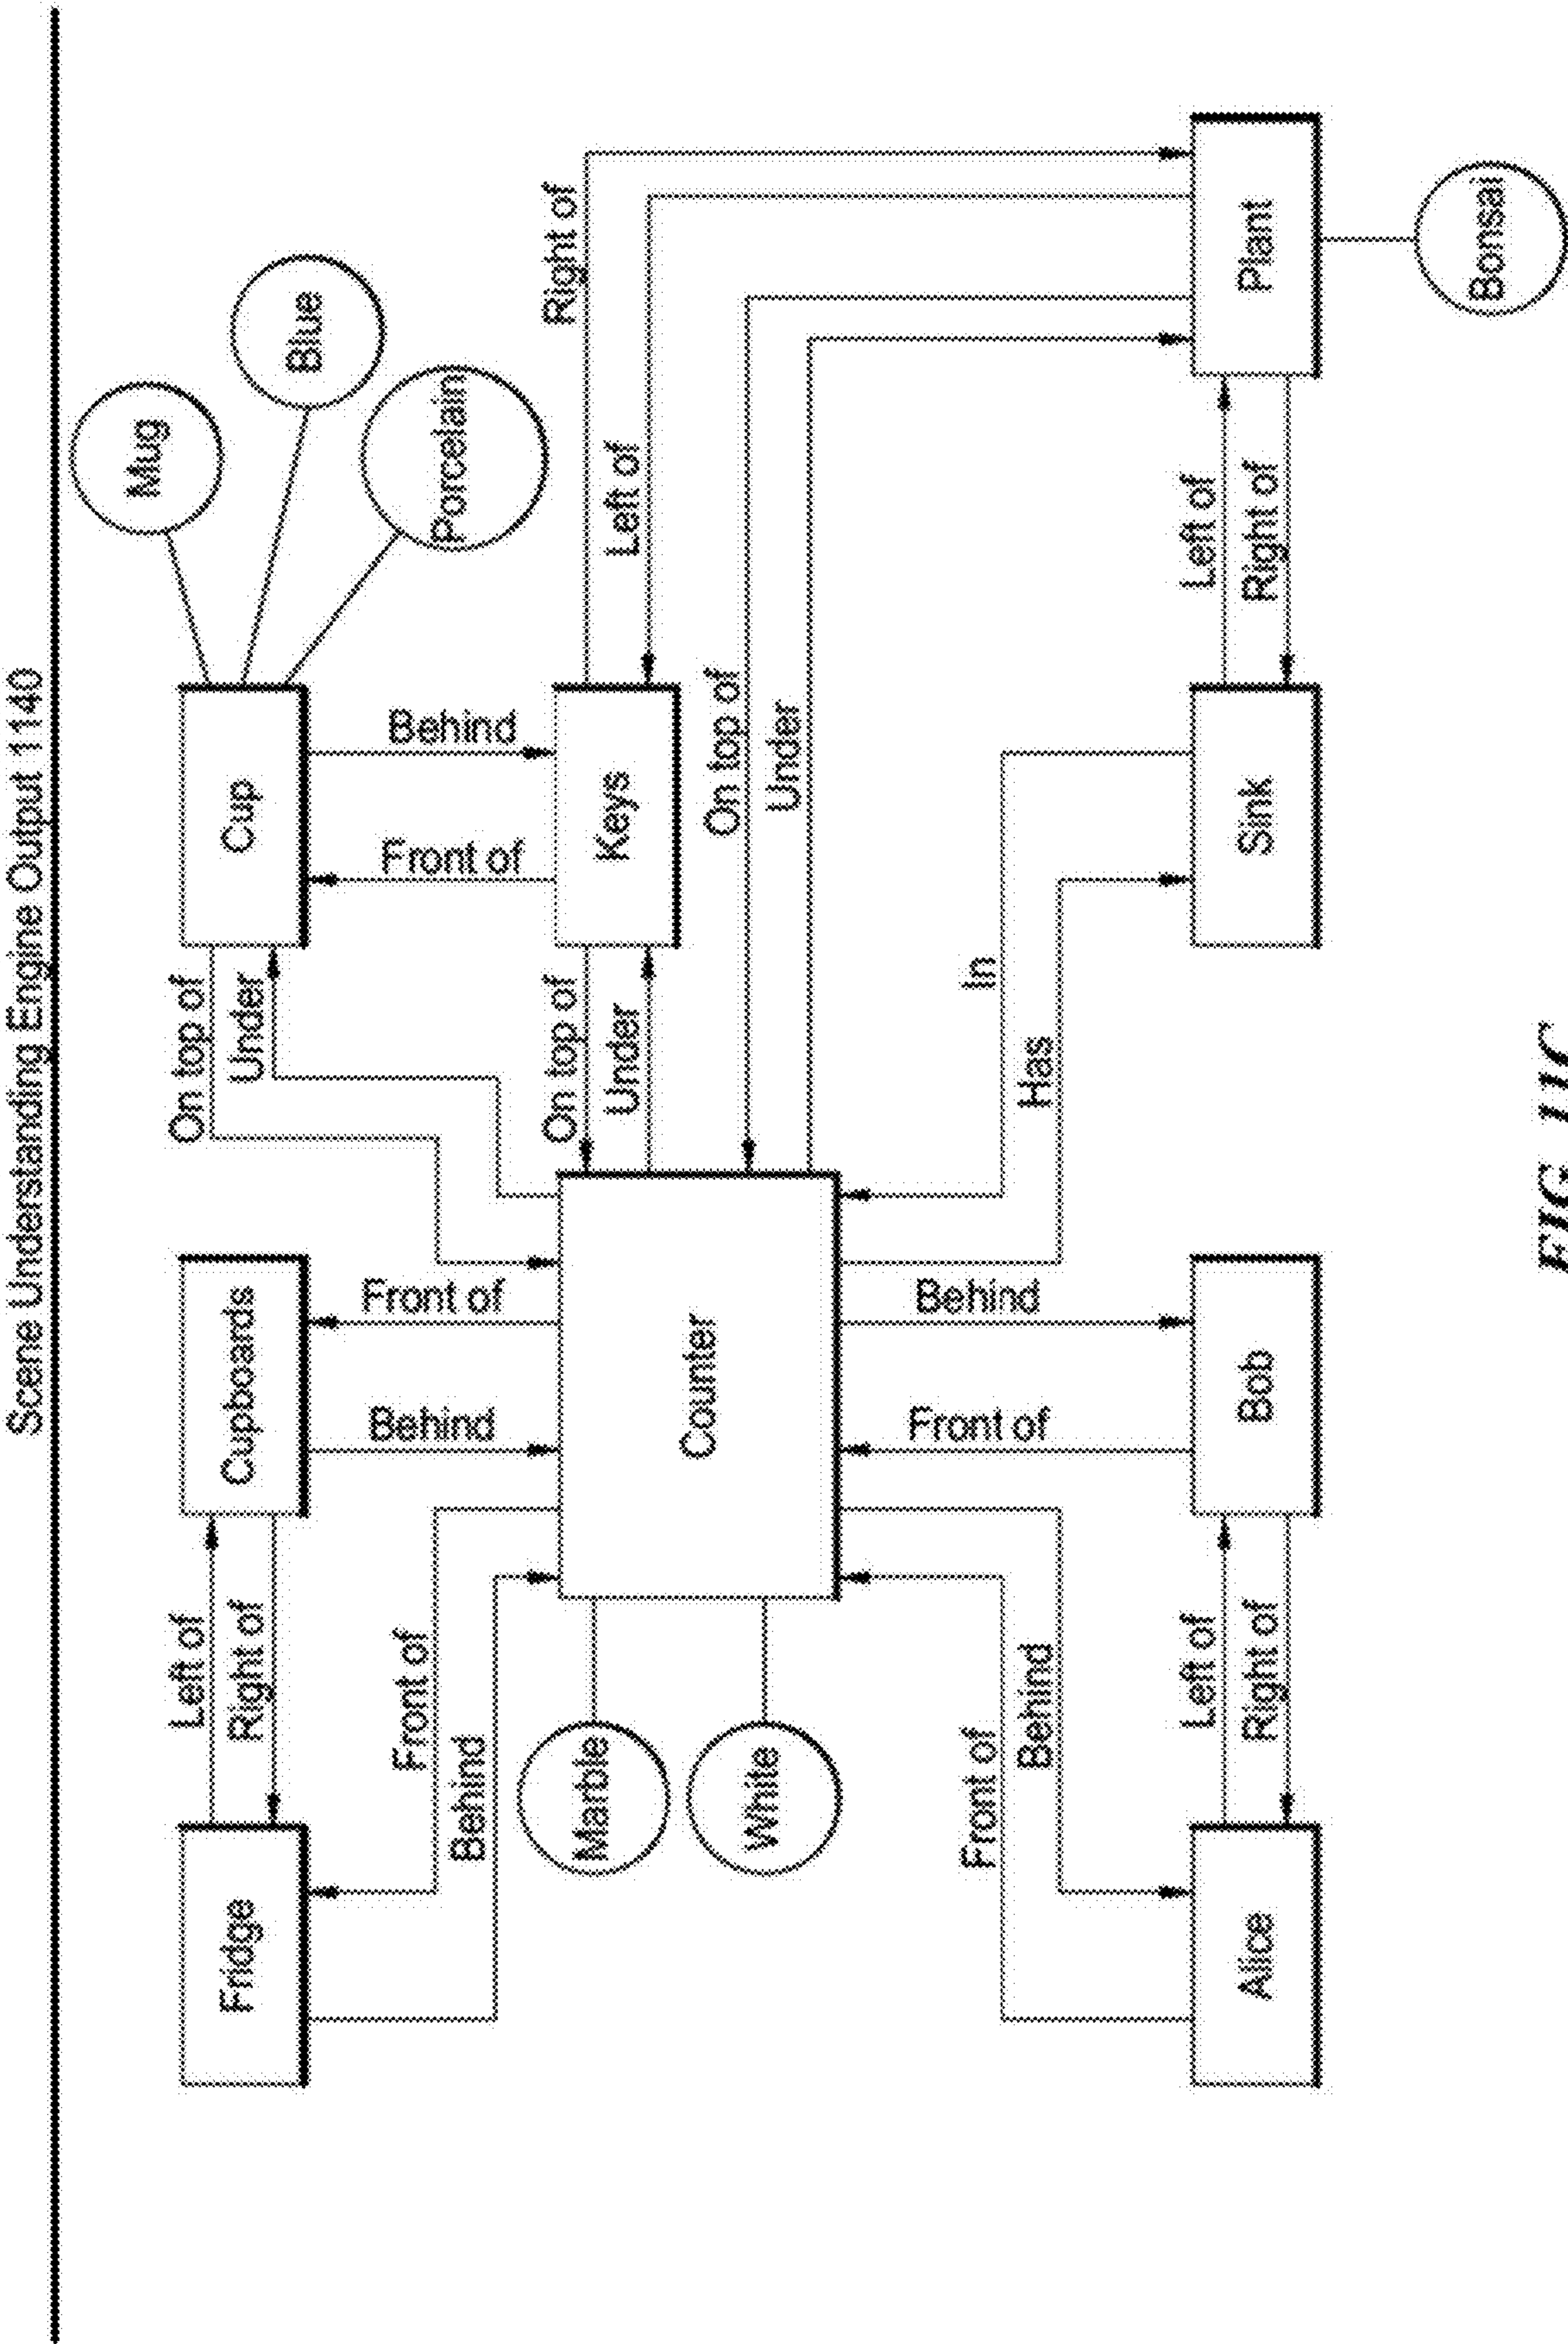 Scene Understanding Engine Output 1140
Fridge
Left of
Right of
Cupboards
On top of
Under
Cup
Mug
Blue
Porcelain
Front of
Behind
Behind
Front of
Front of
Behind
Marble
White
Counter
On top of
Under
Keys
Right of
Left of
On top of
Under
Front of
Behind
Front of
Behind
In
Has
Alice
Left of
Right of
Bob
Sink
Left of
Right of
Plant
Bonsai
FIG. 11C